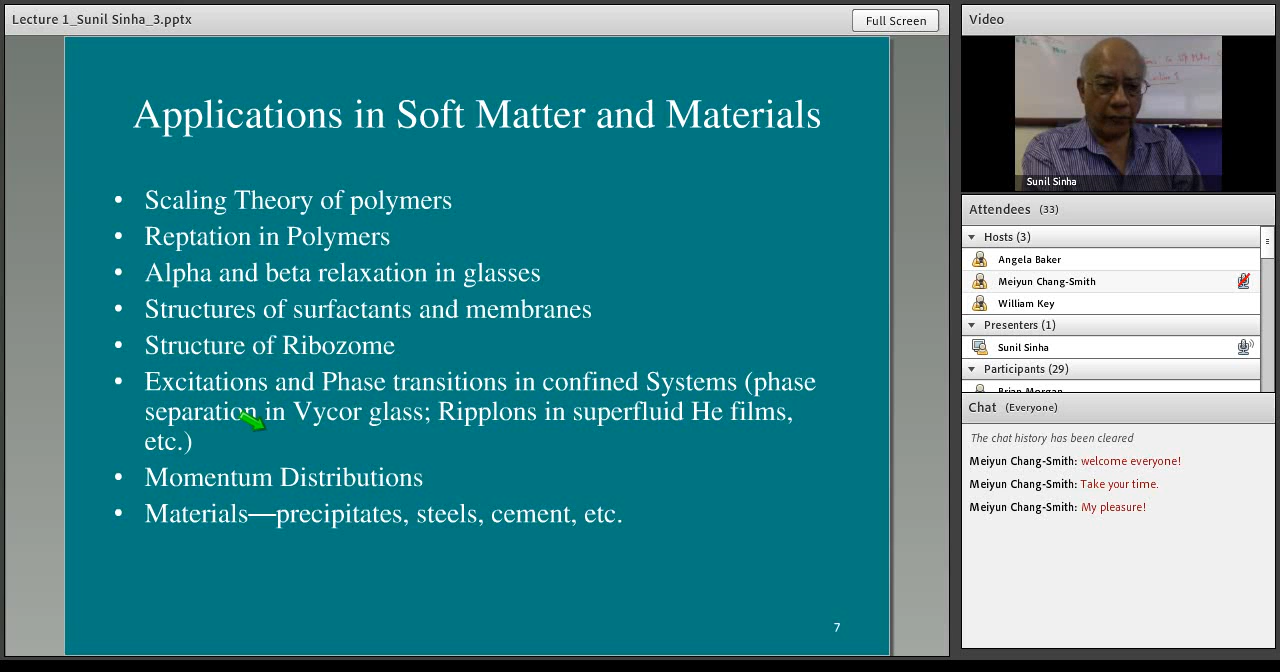 Lecture 1_Sunil Sinha_3.pptx
Full Screen
Applications in Soft Matter and Materials
• Scaling Theory of polymers
• Reptation in Polymers
• Alpha and beta relaxation in glasses
• Structures of surfactants and membranes
• Structure of Ribozome
• Excitations and Phase transitions in confined Systems (phase
separation in Vycor glass; Ripplons in superfluid He films,
etc.)
• Momentum Distributions
• Materials—precipitates, steels, cement, etc.
7
Video
Sunil Sinha
Attendees (33)
Hosts (3)
Angela Baker
Meiyun Chang-Smith
William Key
Presenters (1)
Sunil Sinha
Participants (29)
Brian Morgan
Chat (Everyone)
The chat history has been cleared
Meiyun Chang-Smith: welcome everyone!
Meiyun Chang-Smith: Take your time.
Meiyun Chang-Smith: My pleasure!